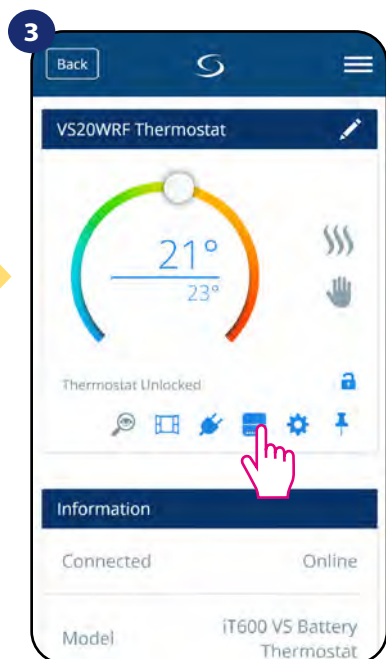 3
Back
VS20WRF Thermostat
21°
23°
Thermostat Unlocked
Information
Connected Online
Model iT600 VS Battery
Thermostat